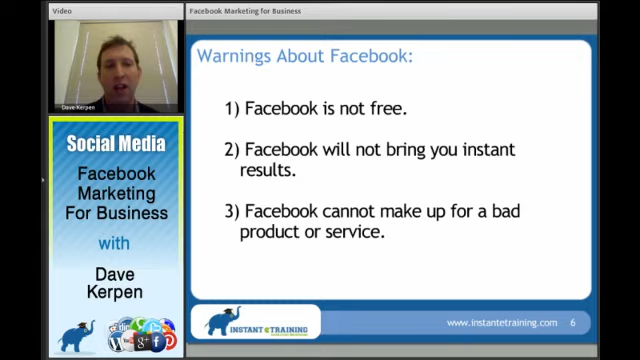 Video
Facebook Marketing for Business
Dave Kerpen
Warnings About Facebook:
1) Facebook is not free.
2) Facebook will not bring you instant
results.
3) Facebook cannot make up for a bad
product or service.
Social Media
Facebook
Marketing
For Business
with
Dave
Kerpen
INSTANT eTRAINING
www.instantetraining.com 6